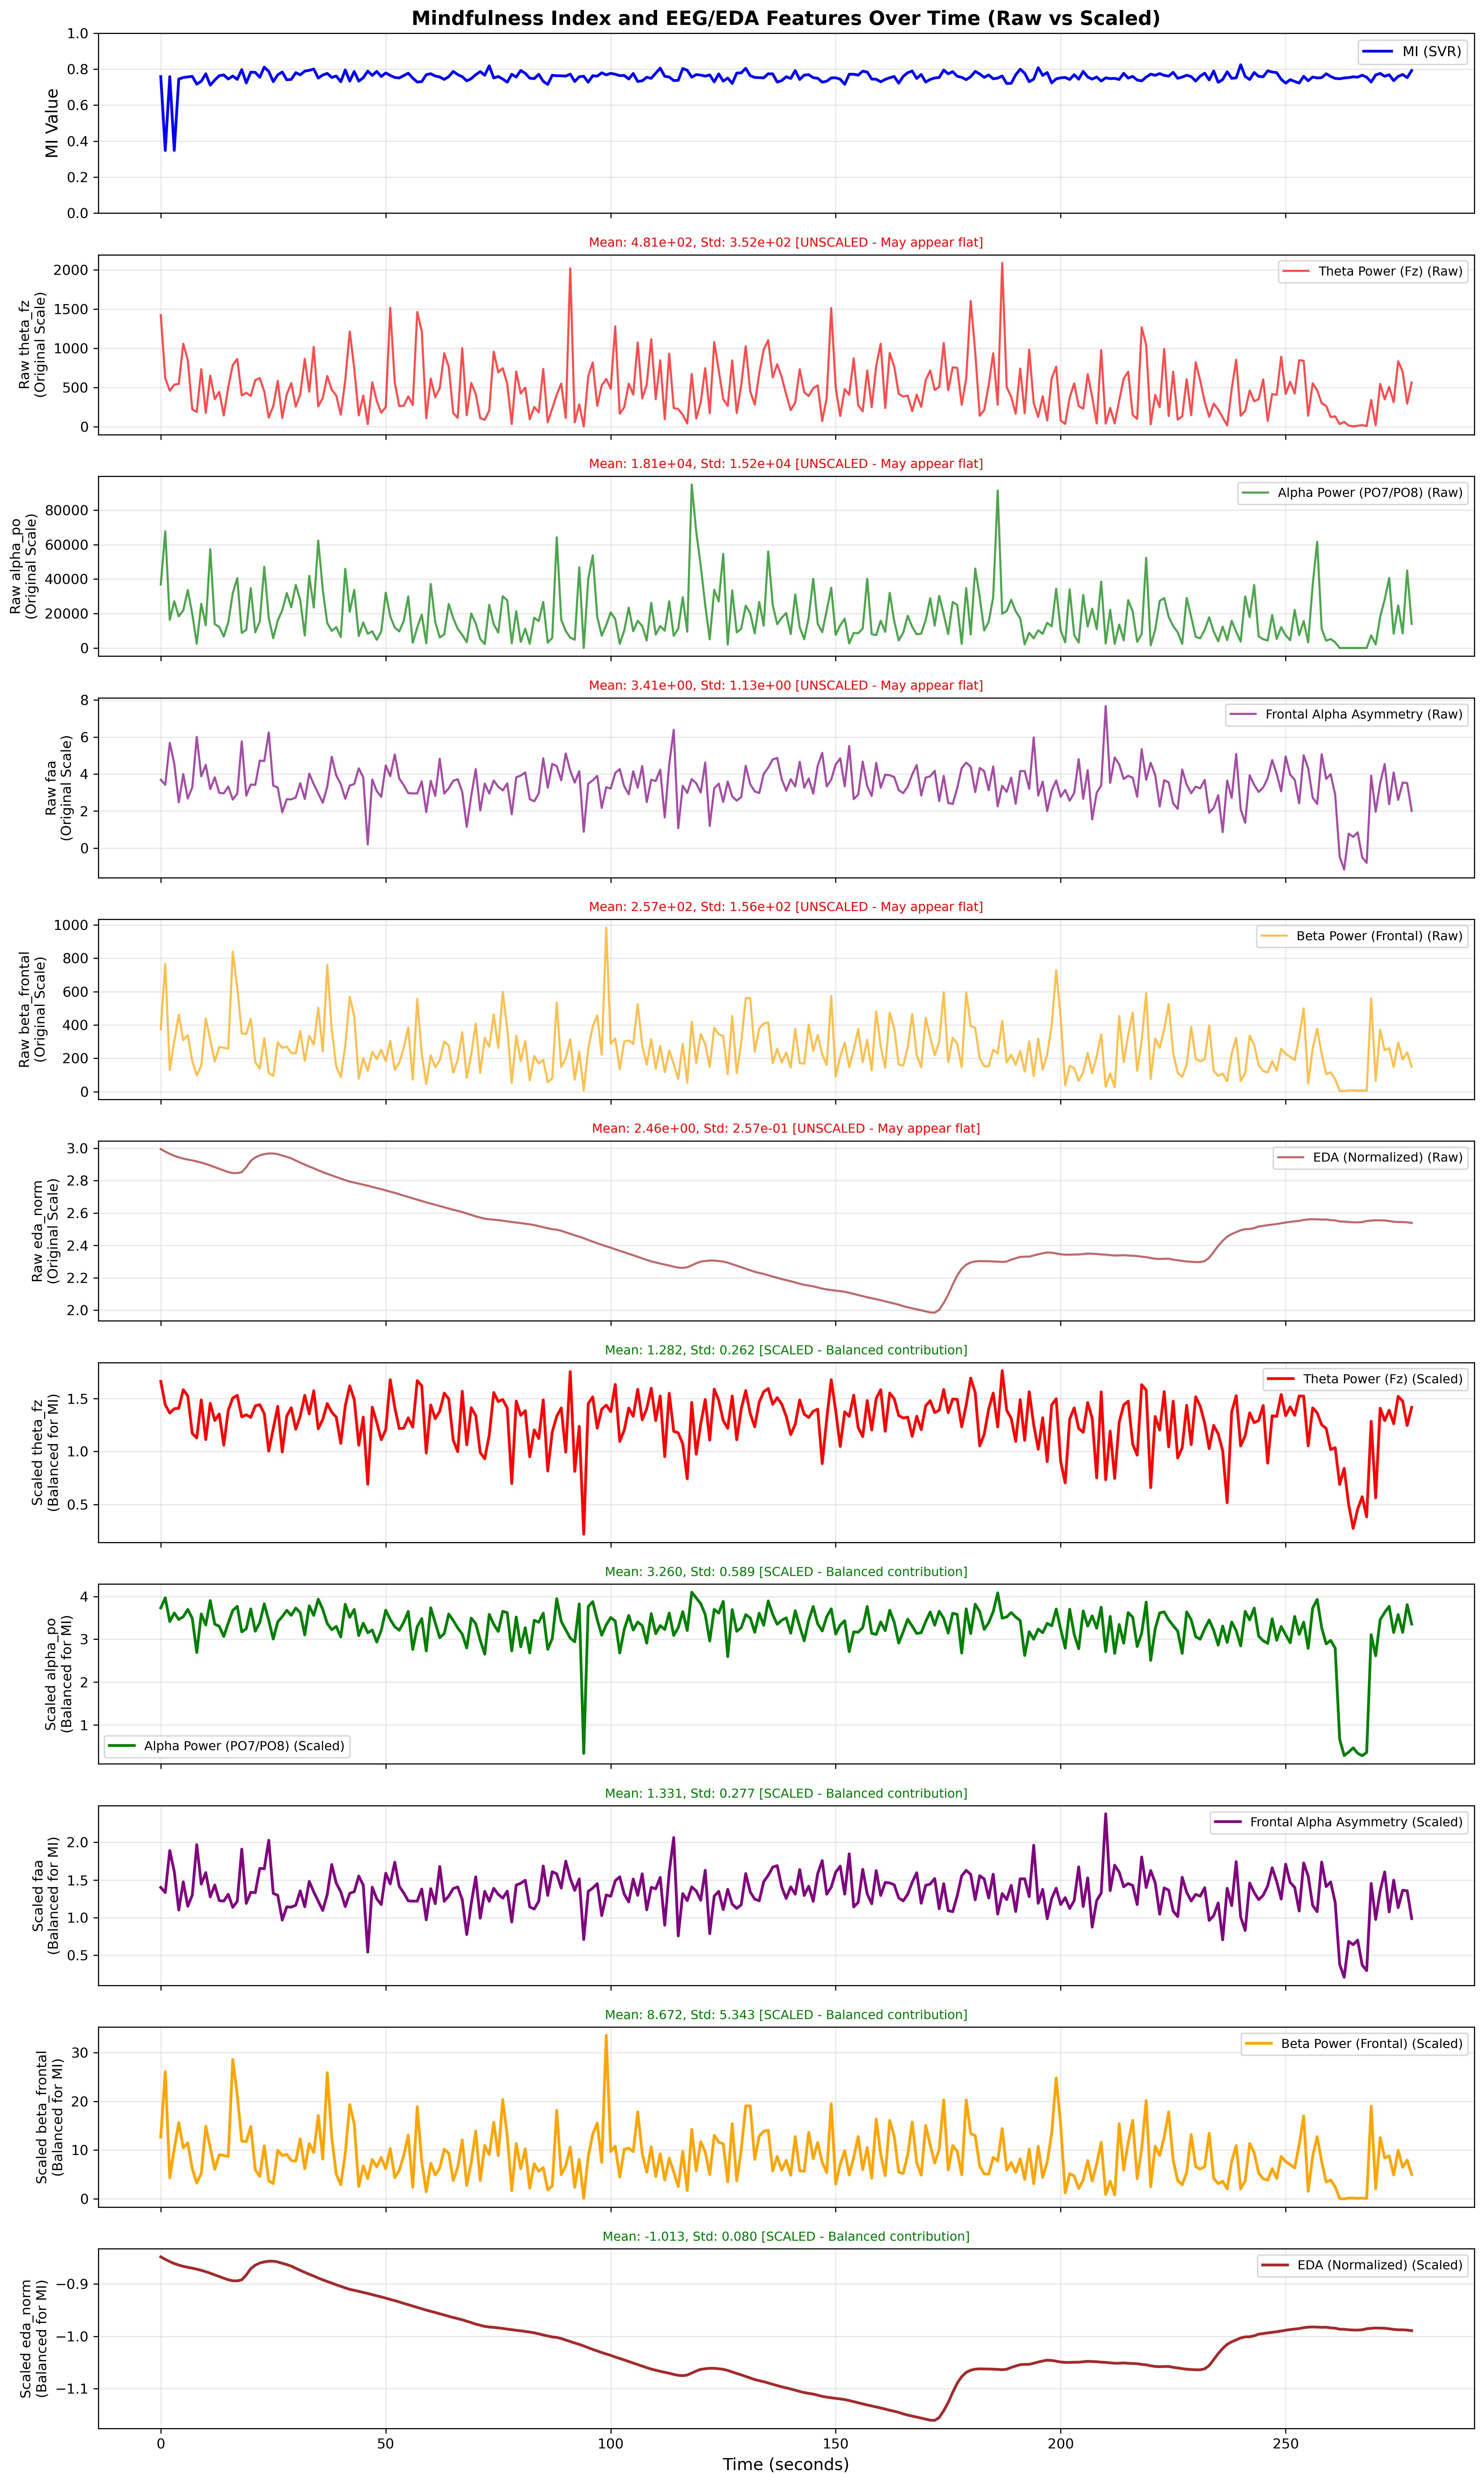 Mindfulness Index and EEG/EDA Features Over Time (Raw vs Scaled)
MI Value
1.0
0.8
0.6
0.4
0.2
0.0
MI (SVR)
Mean: 4.81e+02, Std: 3.52e+02 [UNSCALED - May appear flat]
Raw theta_fz
(Original Scale)
2000
1500
1000
500
0
Theta Power (Fz) (Raw)
Mean: 1.81e+04, Std: 1.52e+04 [UNSCALED - May appear flat]
Raw alpha_po
(Original Scale)
80000
60000
40000
20000
0
Alpha Power (PO7/PO8) (Raw)
Mean: 3.41e+00, Std: 1.13e+00 [UNSCALED - May appear flat]
Raw faa
(Original Scale)
8
6
4
2
0
Frontal Alpha Asymmetry (Raw)
Mean: 2.57e+02, Std: 1.56e+02 [UNSCALED - May appear flat]
Raw beta_frontal
(Original Scale)
1000
800
600
400
200
0
Beta Power (Frontal) (Raw)
Mean: 2.46e+00, Std: 2.57e-01 [UNSCALED - May appear flat]
Raw eda_norm
(Original Scale)
3.0
2.8
2.6
2.4
2.2
2.0
EDA (Normalized) (Raw)
Mean: 1.282, Std: 0.262 [SCALED - Balanced contribution]
Scaled theta_fz
(Balanced for MI)
1.5
1.0
0.5
Theta Power (Fz) (Scaled)
Mean: 3.260, Std: 0.589 [SCALED - Balanced contribution]
Scaled alpha_po
(Balanced for MI)
4
3
2
1
Alpha Power (PO7/PO8) (Scaled)
Mean: 1.331, Std: 0.277 [SCALED - Balanced contribution]
Scaled faa
(Balanced for MI)
2.0
1.5
1.0
0.5
Frontal Alpha Asymmetry (Scaled)
Mean: 8.672, Std: 5.343 [SCALED - Balanced contribution]
Scaled beta_frontal
(Balanced for MI)
30
20
10
0
Beta Power (Frontal) (Scaled)
Mean: -1.013, Std: 0.080 [SCALED - Balanced contribution]
Scaled eda_norm
(Balanced for MI)
−0.9
−1.0
−1.1
EDA (Normalized) (Scaled)
0 50 100 150 200 250
Time (seconds)